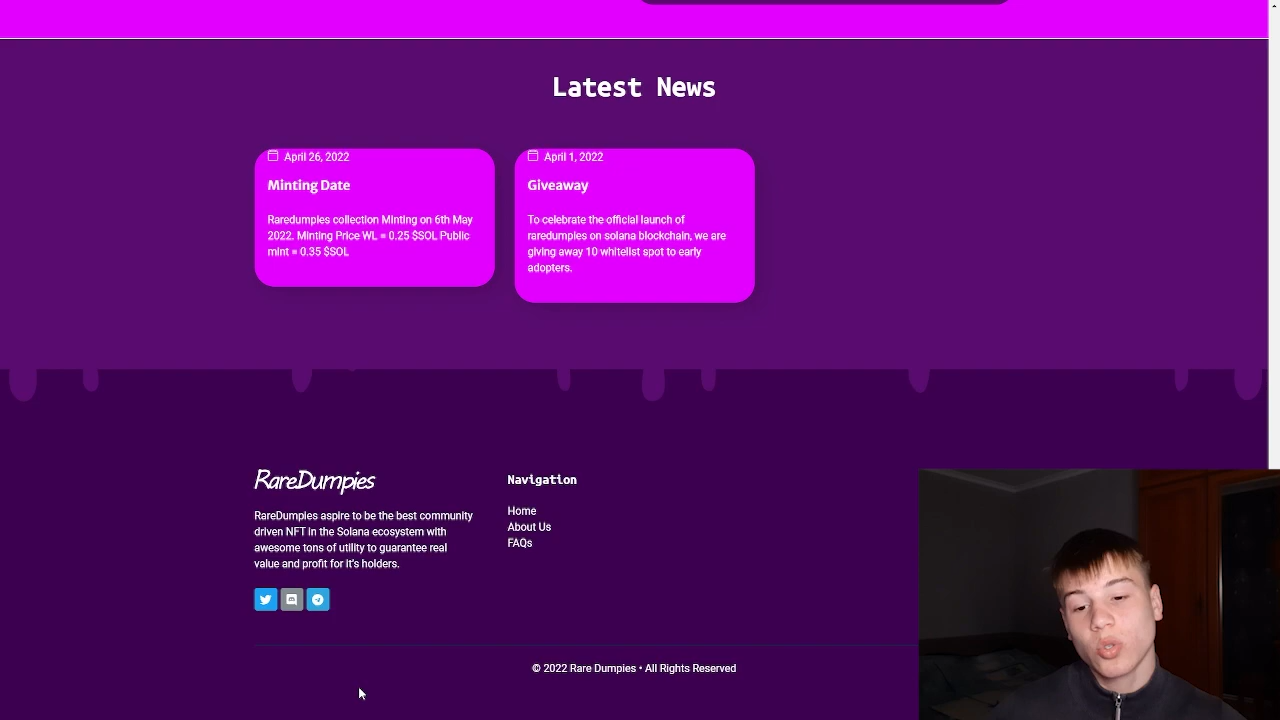 Latest News
April 26, 2022
Minting Date
Raredumpies collection Minting on 6th May
2022. Minting Price WL = 0.25 $SOL Public
mint = 0.35 $SOL
April 1, 2022
Giveaway
To celebrate the official launch of
raredumpies on solana blockchain, we are
giving away 10 whitelist spot to early
adopters.
RareDumpies
RareDumpies aspire to be the best community
driven NFT in the Solana ecosystem with
awesome tons of utility to guarantee real
value and profit for it's holders.
Navigation
Home
About Us
FAQs
© 2022 Rare Dumpies • All Rights Reserved